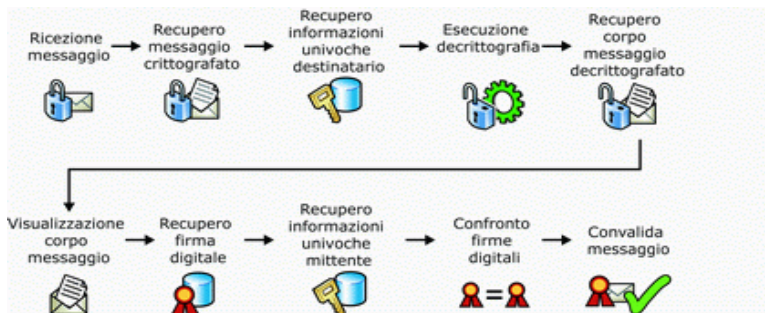 Ricezione
messaggio
Recupero
messaggio
crittografato
Recupero
informazioni
univoche
destinatario
Esecuzione
decrittografia
Recupero
corpo
messaggio
decrittografato
Visualizzazione
corpo
messaggio
Recupero
firma
digitale
Recupero
informazioni
univoche
mittente
Confronto
firme
digitali
Convalida
messaggio